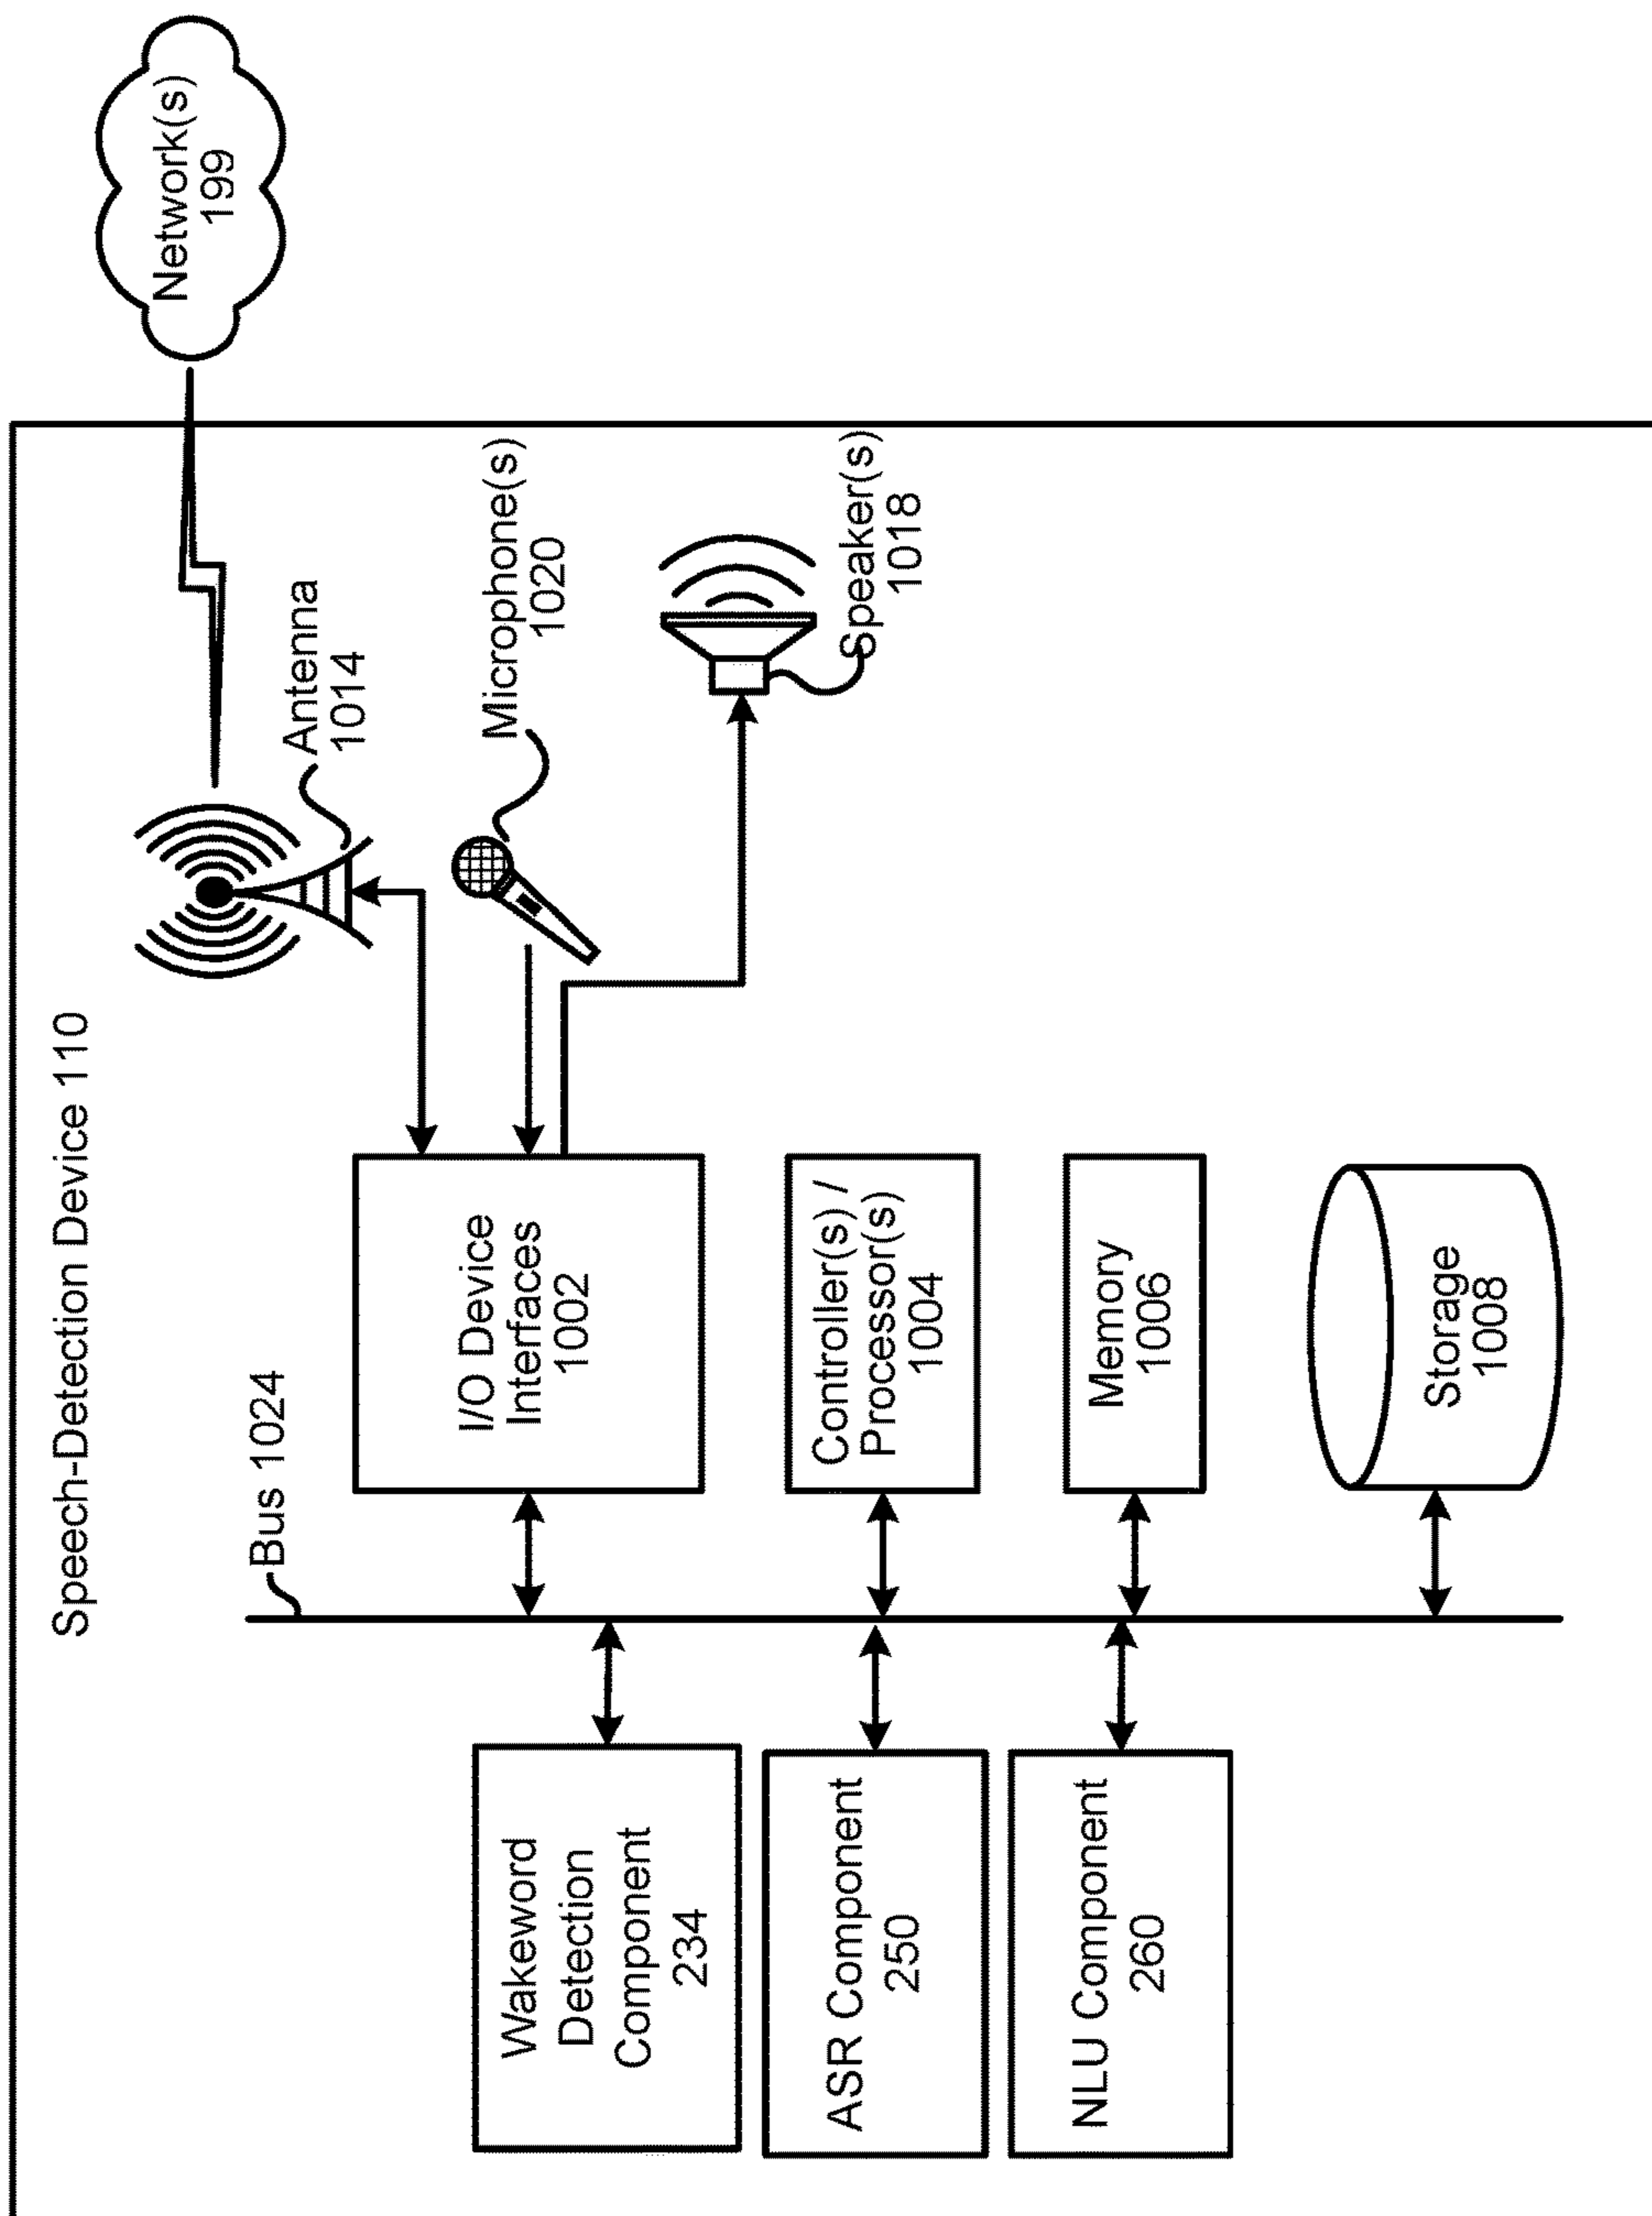 Speech-Detection Device 110
Bus 1024
Network(s)
199
Antenna
1014
Microphone(s)
1020
Speaker(s)
1018
I/O Device
Interfaces
1002
Controller(s) /
Processor(s)
1004
Memory
1006
Storage
1008
Wakeword
Detection
Component
234
ASR Component
250
NLU Component
260